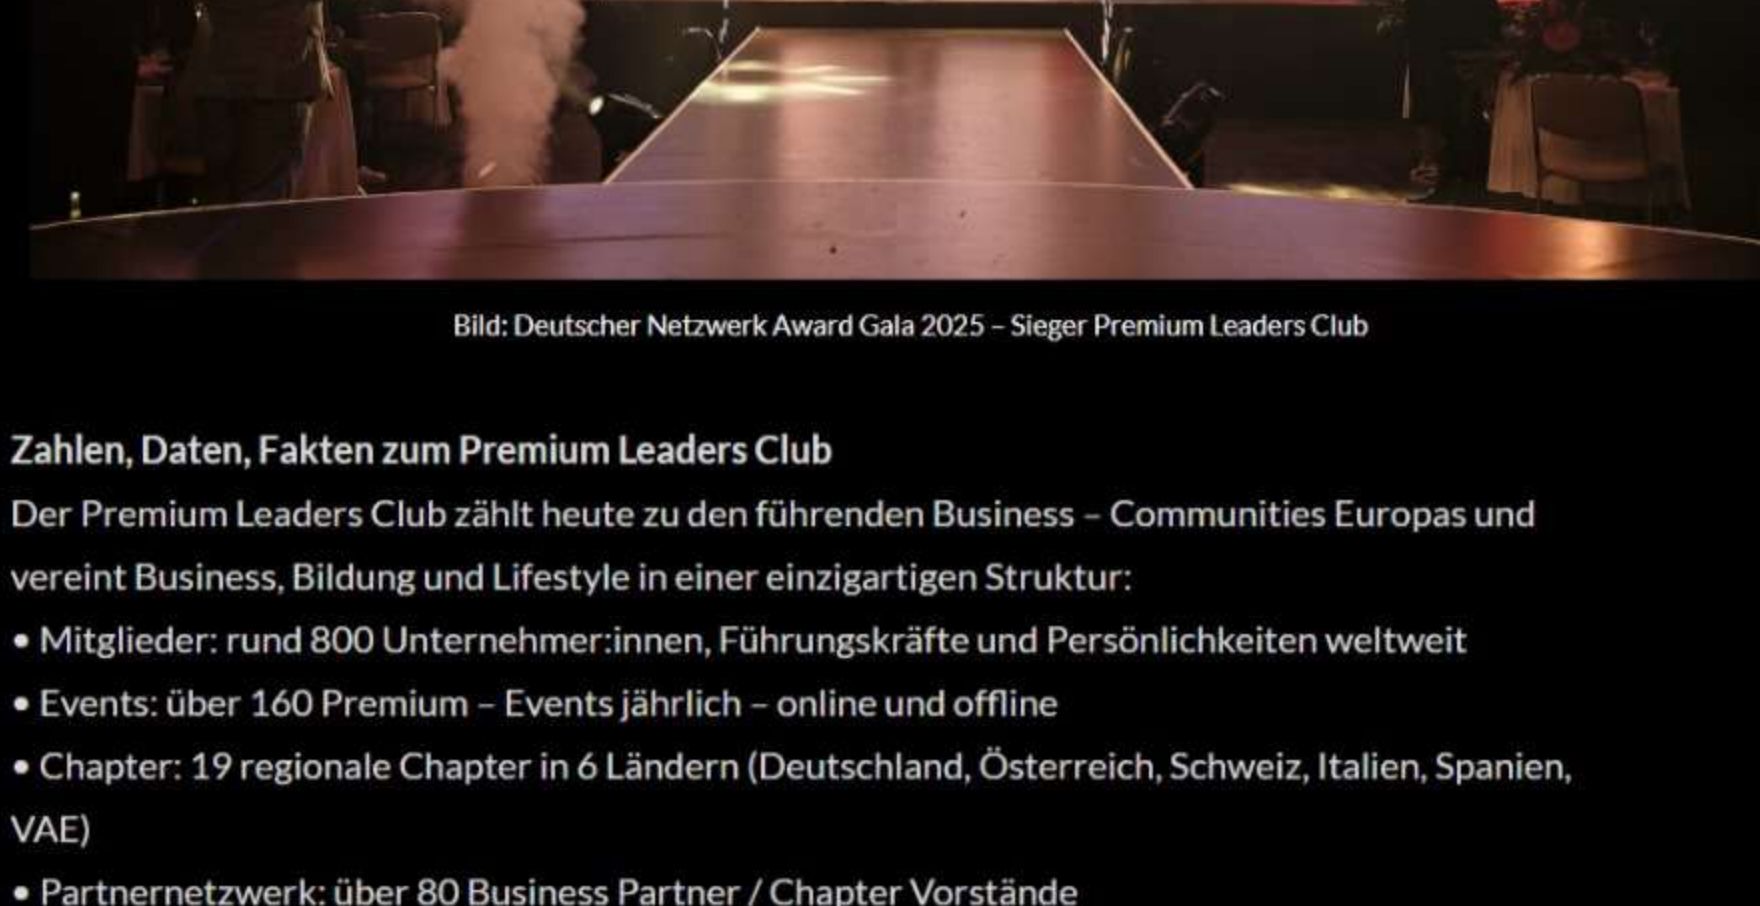 Bild: Deutscher Netzwerk Award Gala 2025 – Sieger Premium Leaders Club
Zahlen, Daten, Fakten zum Premium Leaders Club
Der Premium Leaders Club zählt heute zu den führenden Business – Communities Europas und
vereint Business, Bildung und Lifestyle in einer einzigartigen Struktur:
• Mitglieder: rund 800 Unternehmer:innen, Führungskräfte und Persönlichkeiten weltweit
• Events: über 160 Premium – Events jährlich – online und offline
• Chapter: 19 regionale Chapter in 6 Ländern (Deutschland, Österreich, Schweiz, Italien, Spanien,
VAE)
• Partnernetzwerk: über 80 Business Partner / Chapter Vorstände